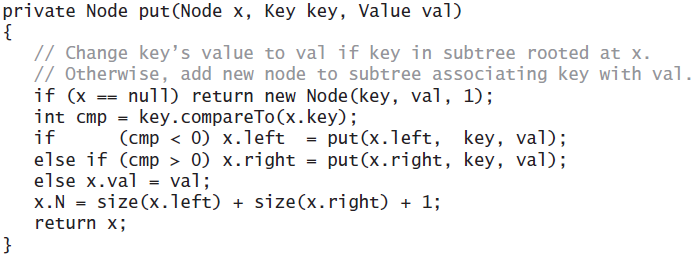 private Node put(Node x, Key key, Value val)
{
   // Change key’s value to val if key in subtree rooted at x.
   // Otherwise, add new node to subtree associating key with val.
   if (x == null) return new Node(key, val, 1);
   int cmp = key.compareTo(x.key);
   if      (cmp < 0) x.left  = put(x.left,  key, val);
   else if (cmp > 0) x.right = put(x.right, key, val);
   else x.val = val;
   x.N = size(x.left) + size(x.right) + 1;
   return x;
}